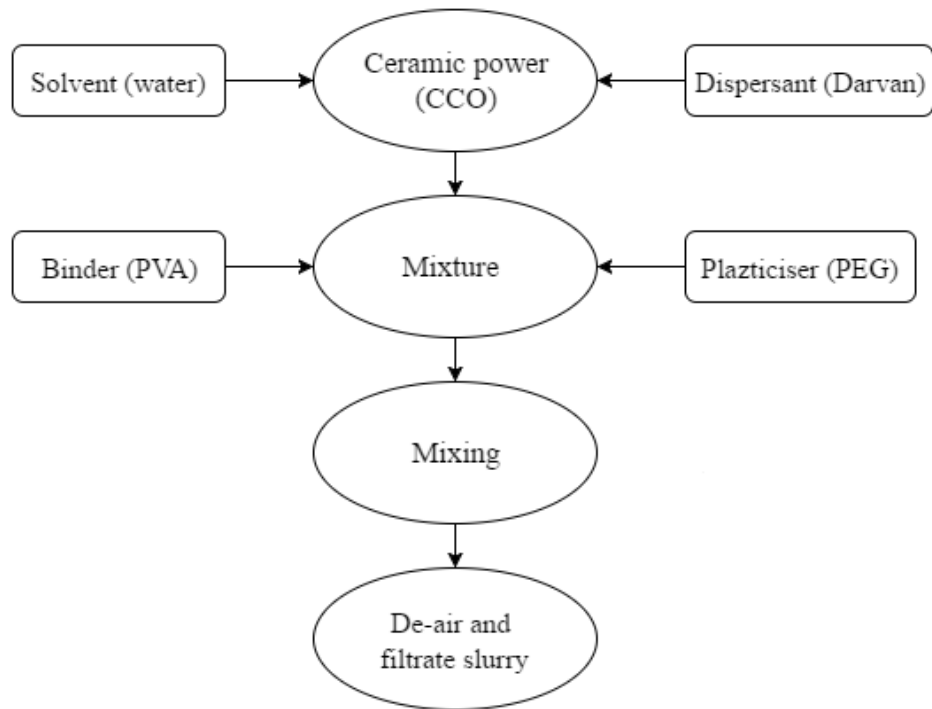 Solvent (water)
Ceramic power
(CCO)
Dispersant (Darvan)
Binder (PVA)
Mixture
Plazticiser (PEG)
Mixing
De-air and
filtrate slurry